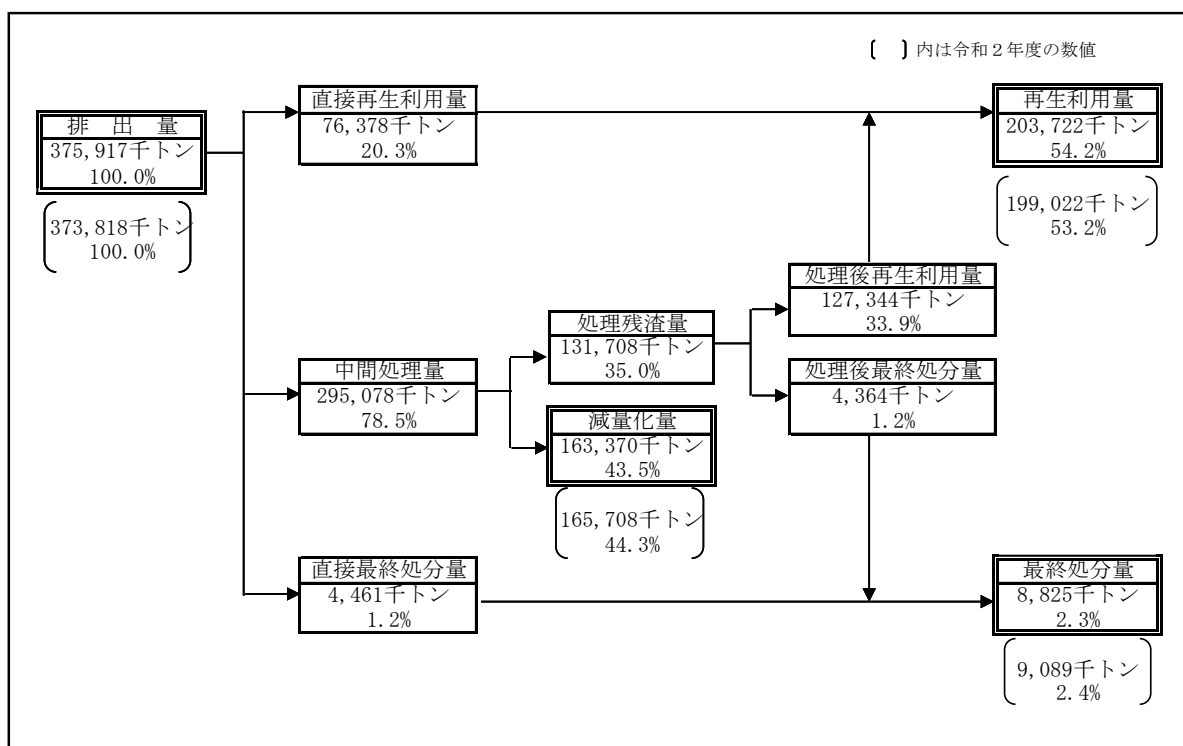 〔 〕内は令和２年度の数値
排 出 量
375,917千トン
100.0%
373,818千トン
100.0%
直接再生利用量
76,378千トン
20.3%
再生利用量
203,722千トン
54.2%
199,022千トン
53.2%
中間処理量
295,078千トン
78.5%
処理残渣量
131,708千トン
35.0%
減量化量
163,370千トン
43.5%
165,708千トン
44.3%
処理後再生利用量
127,344千トン
33.9%
処理後最終処分量
4,364千トン
1.2%
直接最終処分量
4,461千トン
1.2%
最終処分量
8,825千トン
2.3%
9,089千トン
2.4%